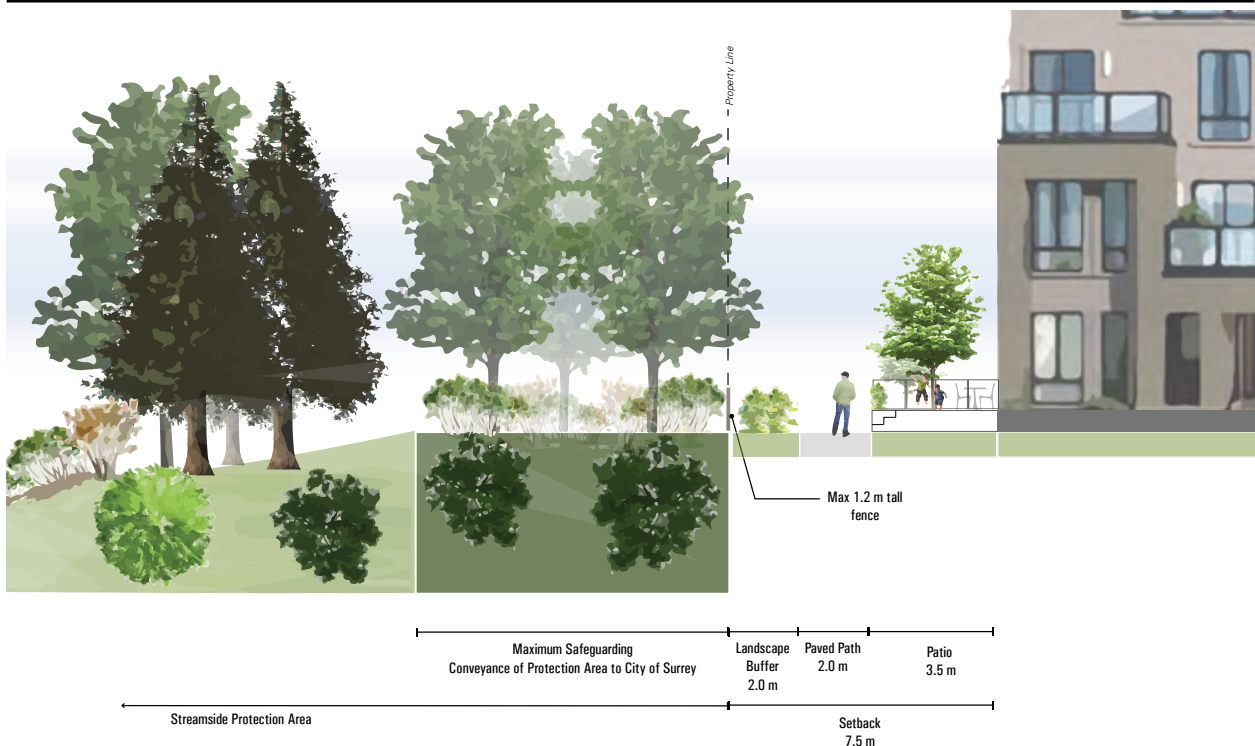 Property Line
Max 1.2 m tall
fence
Maximum Safeguarding
Conveyance of Protection Area to City of Surrey
Landscape
Buffer
2.0 m
Paved Path
2.0 m
Patio
3.5 m
Streamside Protection Area
Setback
7.5 m